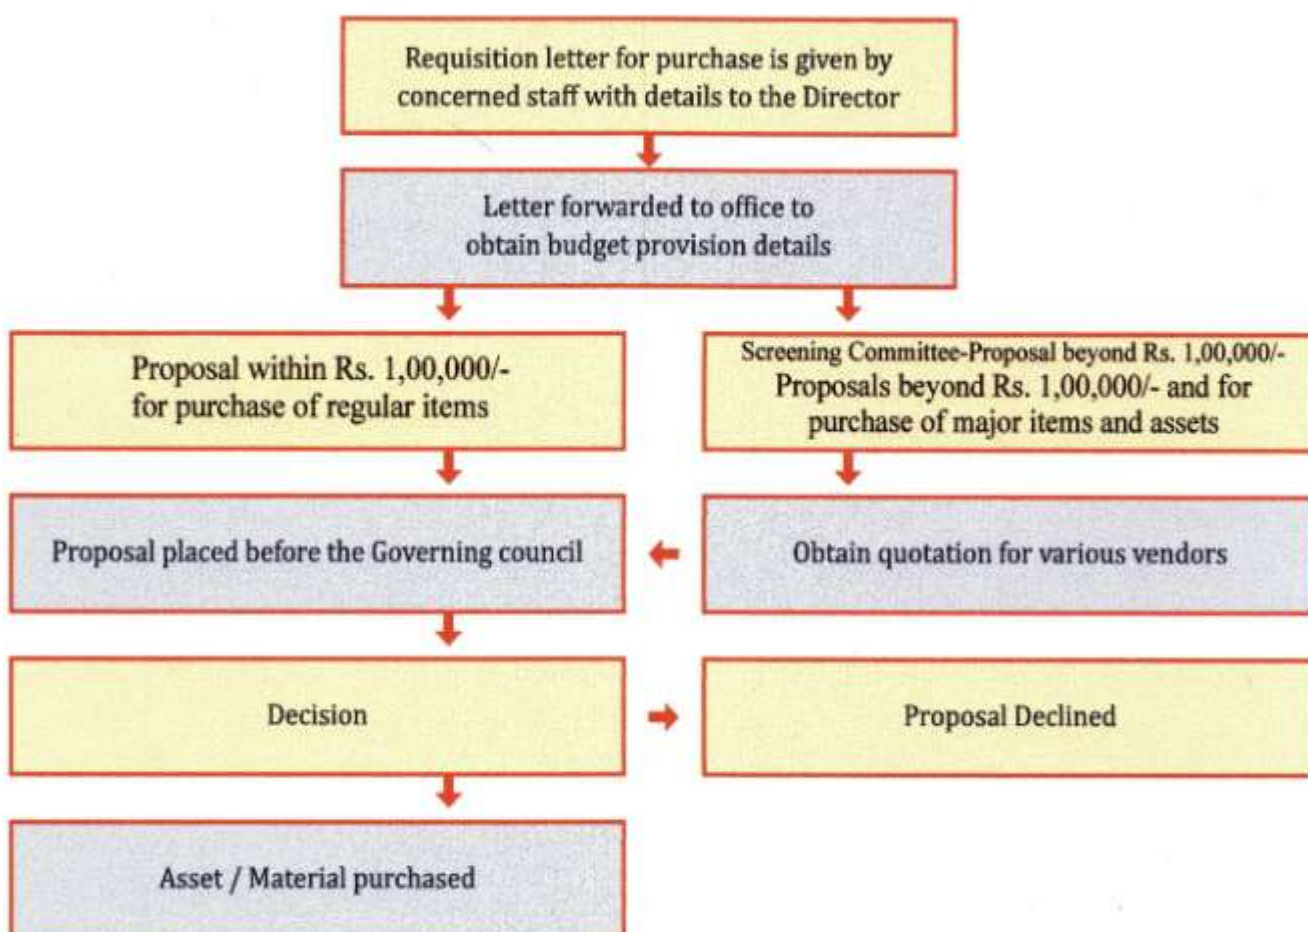 Requisition letter for purchase is given by
concerned staff with details to the Director
Letter forwarded to office to
obtain budget provision details
Proposal within Rs. 1,00,000/-
for purchase of regular items
Screening Committee-Proposal beyond Rs. 1,00,000/-
Proposals beyond Rs. 1,00,000/- and for
purchase of major items and assets
Proposal placed before the Governing council
Obtain quotation for various vendors
Decision
Proposal Declined
Asset / Material purchased